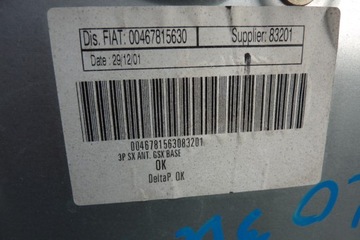 Dis. FIAT: 00467815630 Supplier: 83201
Date : 29/12/01
0046781563083201
3P SX ANT. GSX BASE
OK
DeltaP. OK